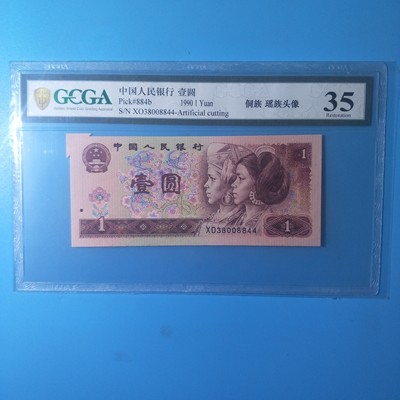 GCGA
中国人民银行 壹圆
Pick#884b 1990 1 Yuan
S/N XO38008844-Artificial cutting
侗族 瑶族头像
35
中国人民银行
1
壹圆
1
XO38008844
1